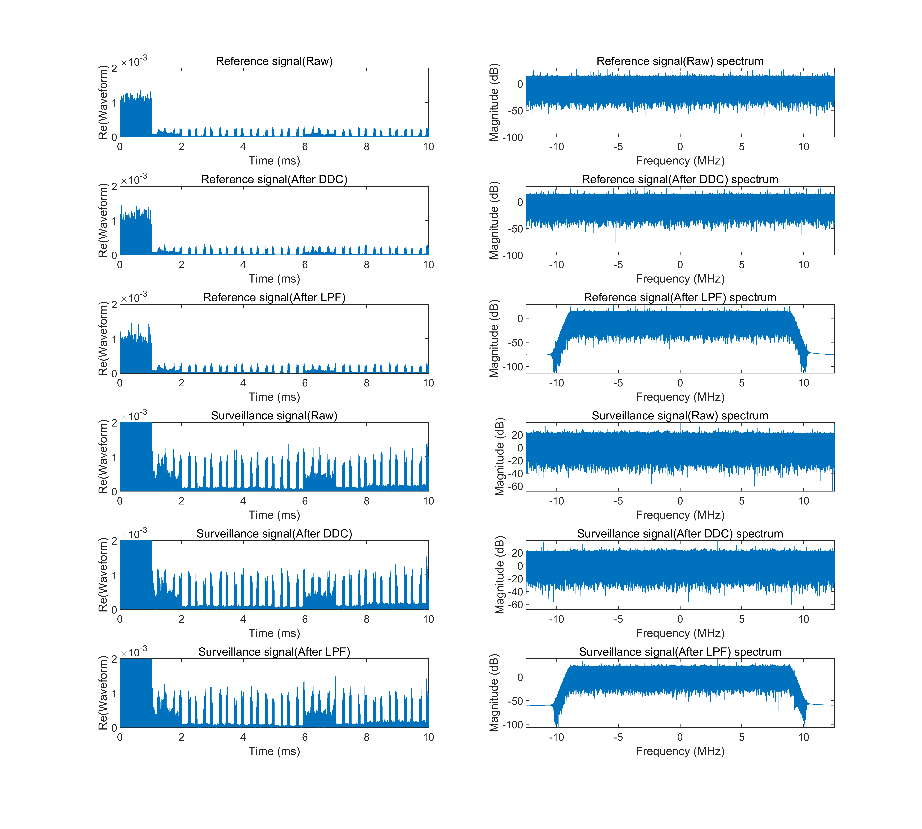 Reference signal(Raw)
×10⁻³
Re(Waveform)
2
1
0
0 2 4 6 8 10
Time (ms)
Reference signal(Raw) spectrum
Magnitude (dB)
0
-50
-100
-10 -5 0 5 10
Frequency (MHz)
Reference signal(After DDC)
×10⁻³
Re(Waveform)
2
1
0
0 2 4 6 8 10
Time (ms)
Reference signal(After DDC) spectrum
Magnitude (dB)
0
-50
-100
-10 -5 0 5 10
Frequency (MHz)
Reference signal(After LPF)
×10⁻³
Re(Waveform)
2
1
0
0 2 4 6 8 10
Time (ms)
Reference signal(After LPF) spectrum
Magnitude (dB)
0
-50
-100
-10 -5 0 5 10
Frequency (MHz)
Surveillance signal(Raw)
×10⁻³
Re(Waveform)
2
1
0
0 2 4 6 8 10
Time (ms)
Surveillance signal(Raw) spectrum
Magnitude (dB)
20
0
-20
-40
-60
-10 -5 0 5 10
Frequency (MHz)
Surveillance signal(After DDC)
×10⁻³
Re(Waveform)
2
1
0
0 2 4 6 8 10
Time (ms)
Surveillance signal(After DDC) spectrum
Magnitude (dB)
20
0
-20
-40
-60
-10 -5 0 5 10
Frequency (MHz)
Surveillance signal(After LPF)
×10⁻³
Re(Waveform)
2
1
0
0 2 4 6 8 10
Time (ms)
Surveillance signal(After LPF) spectrum
Magnitude (dB)
0
-50
-100
-10 -5 0 5 10
Frequency (MHz)